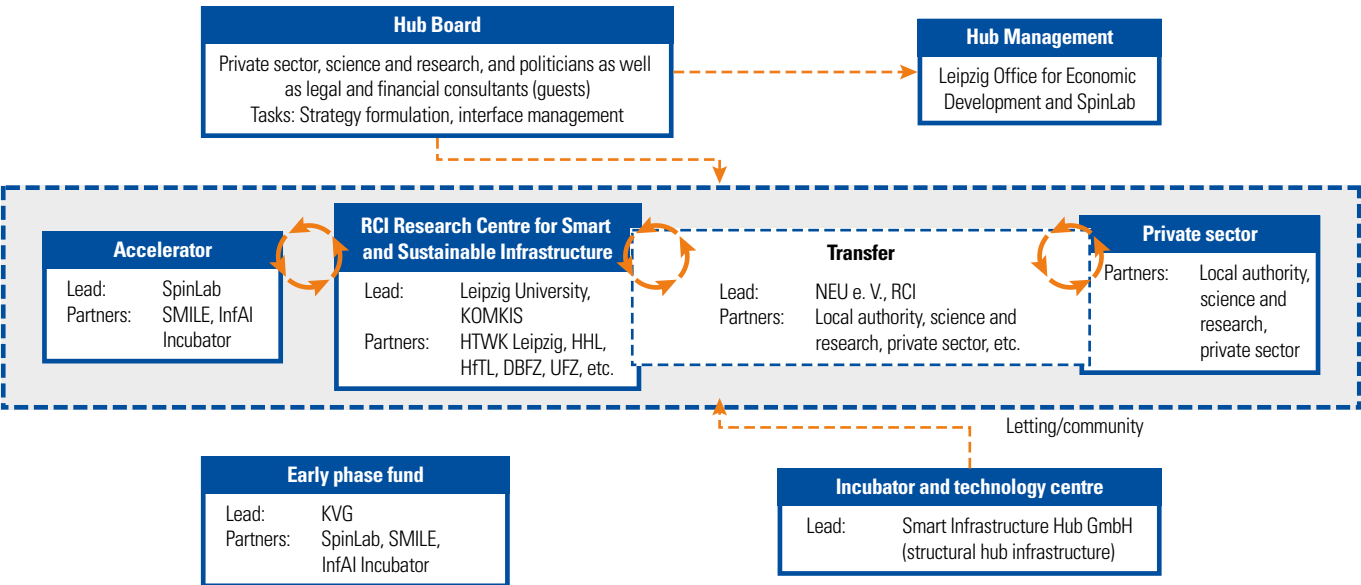 Hub Board
Private sector, science and research, and politicians as well
as legal and financial consultants (guests)
Tasks: Strategy formulation, interface management
Hub Management
Leipzig Office for Economic
Development and SpinLab
Accelerator
Lead: SpinLab
Partners: SMILE, InfAI
Incubator
RCI Research Centre for Smart
and Sustainable Infrastructure
Lead: Leipzig University,
KOMKIS
Partners: HTWK Leipzig, HHL,
HfTL, DBFZ, UFZ, etc.
Transfer
Lead: NEU e. V., RCI
Partners: Local authority, science and
research, private sector, etc.
Private sector
Partners: Local authority,
science and
research,
private sector
Letting/community
Early phase fund
Lead: KVG
Partners: SpinLab, SMILE,
InfAI Incubator
Incubator and technology centre
Lead: Smart Infrastructure Hub GmbH
(structural hub infrastructure)